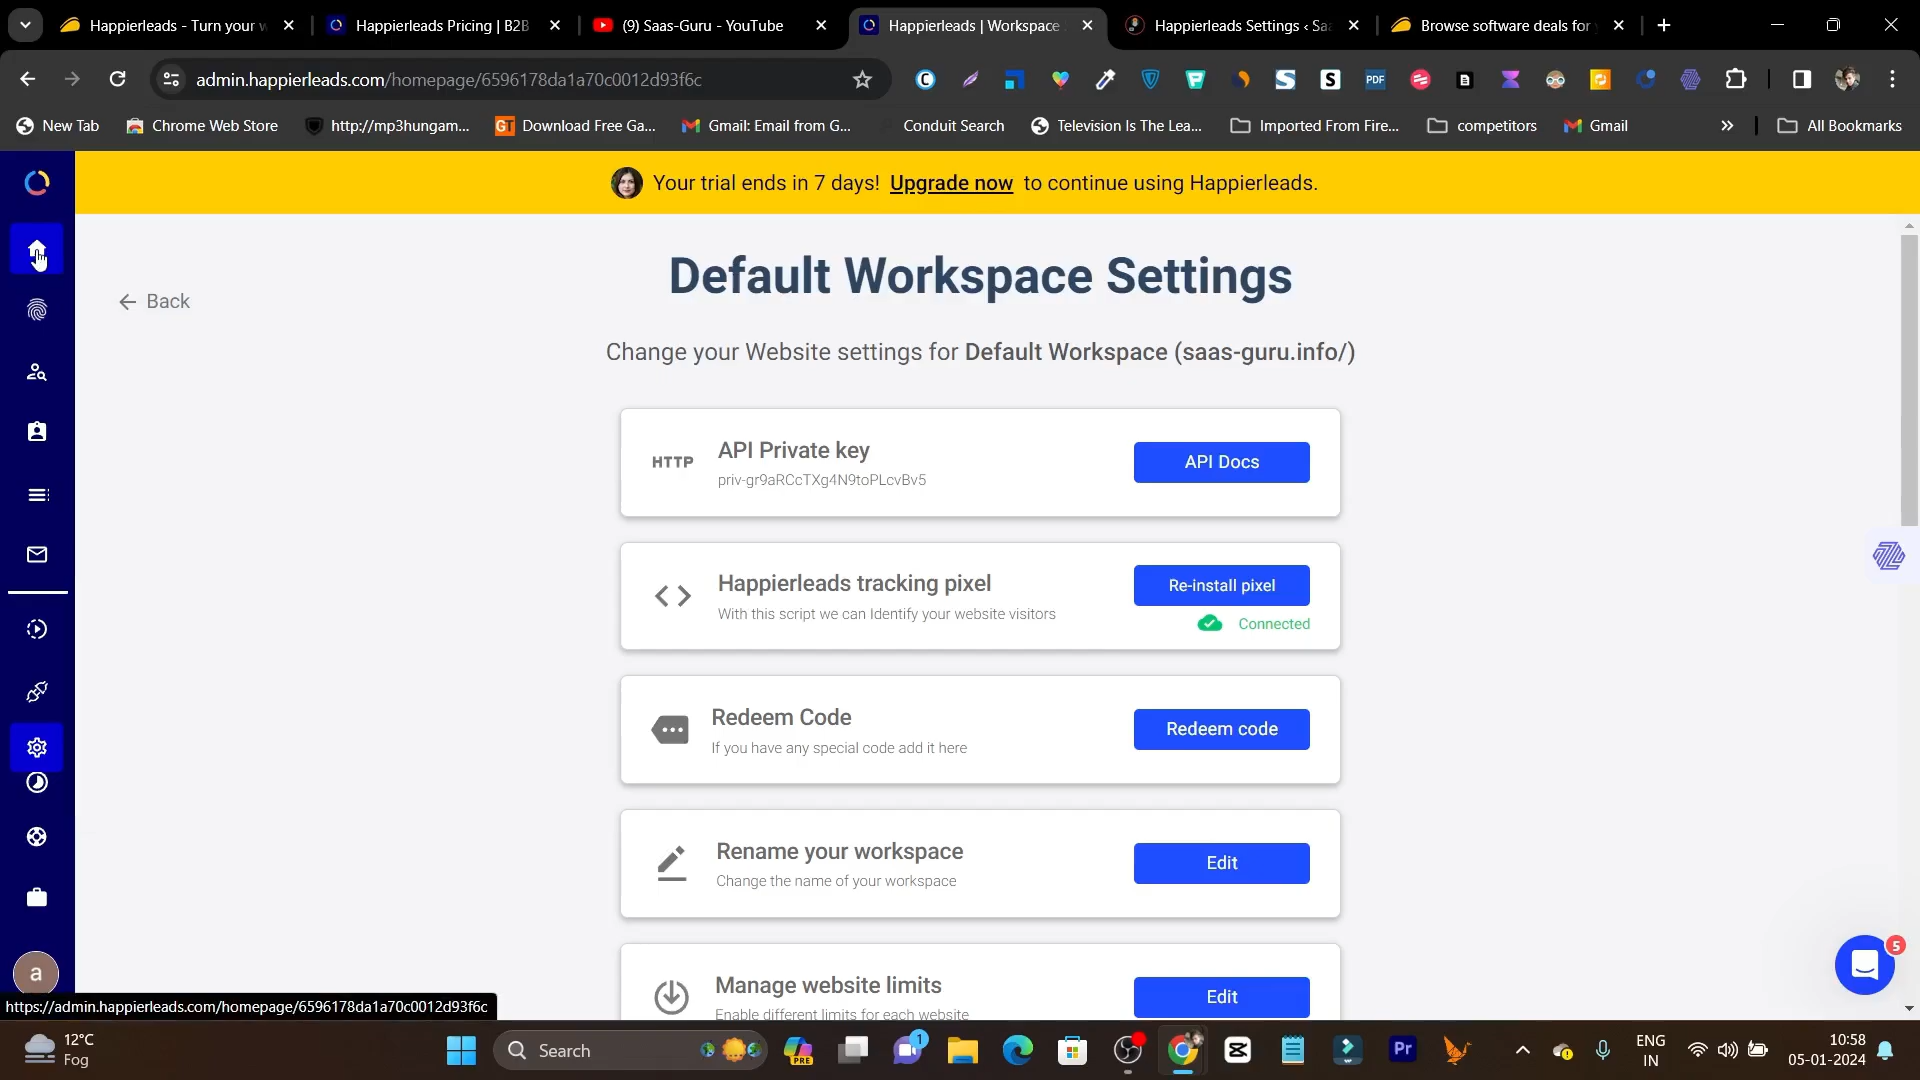 Happierleads - Turn your w
Happierleads Pricing | B2B
(9) Saas-Guru - YouTube
Happierleads | Workspace
Happierleads Settings ‹ Saa
Browse software deals for
admin.happierleads.com/homepage/6596178da1a70c0012d93f6c
New Tab
Chrome Web Store
http://mp3hungam...
GT Download Free Ga...
Gmail: Email from G...
Conduit Search
Television Is The Lea...
Imported From Fire...
competitors
Gmail
All Bookmarks
Your trial ends in 7 days! Upgrade now to continue using Happierleads.
Default Workspace Settings
Back
Change your Website settings for Default Workspace (saas-guru.info/)
HTTP
API Private key
priv-gr9aRCcTXg4N9toPLcvBv5
API Docs
Happierleads tracking pixel
With this script we can Identify your website visitors
Re-install pixel
Connected
Redeem Code
If you have any special code add it here
Redeem code
Rename your workspace
Change the name of your workspace
Edit
Manage website limits
Enable different limits for each website
Edit
5
a
https://admin.happierleads.com/homepage/6596178da1a70c0012d93f6c
12°C
Fog
Search
PRE
1
Pr
ENG
IN
10:58
05-01-2024